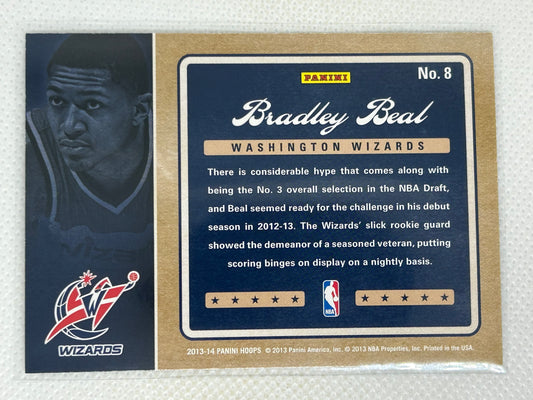 No. 8
PANINI
Bradley Beal
WASHINGTON WIZARDS
There is considerable hype that comes along with
being the No. 3 overall selection in the NBA Draft,
and Beal seemed ready for the challenge in his debut
season in 2012-13. The Wizards' slick rookie guard
showed the demeanor of a seasoned veteran, putting
scoring binges on display on a nightly basis.
NBA
WIZARDS
2013-14 PANINI HOOPS © 2013 Panini America, Inc. © 2013 NBA Properties, Inc. Printed in the USA.